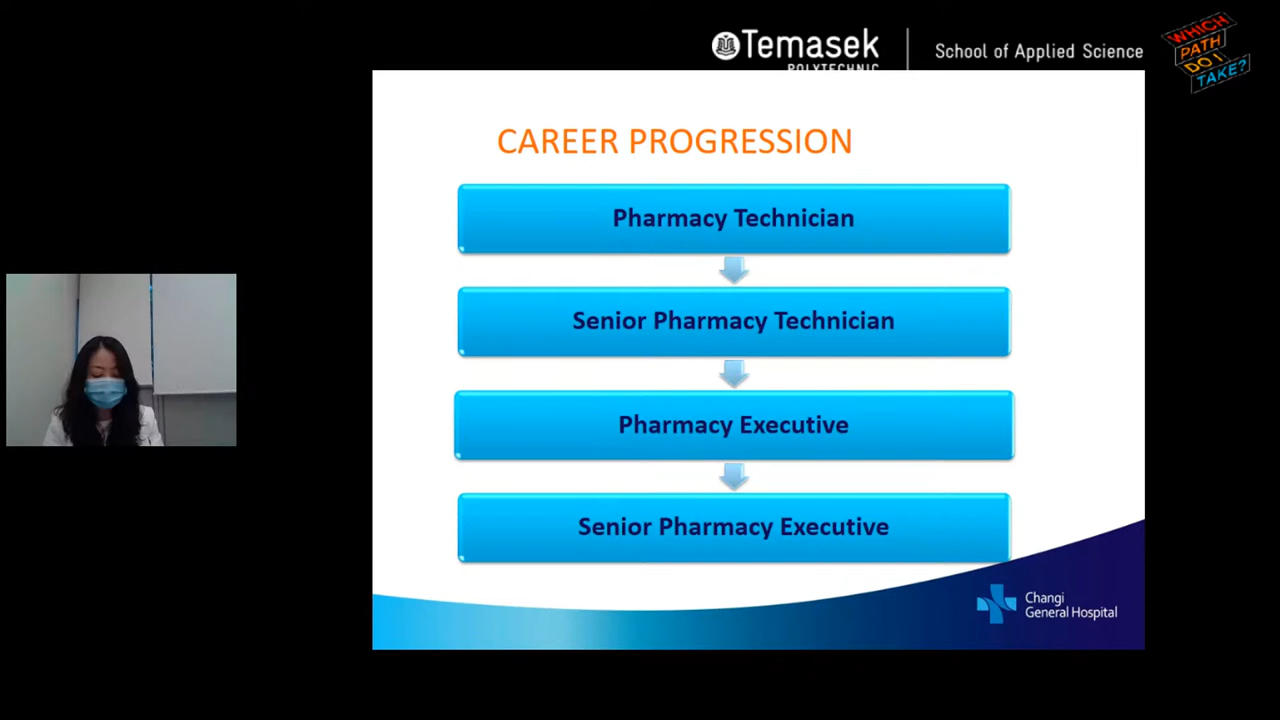 Temasek
POLYTECHNIC
School of Applied Science
WHICH
PATH
DO I
TAKE?
CAREER PROGRESSION
Pharmacy Technician
Senior Pharmacy Technician
Pharmacy Executive
Senior Pharmacy Executive
Changi
General Hospital